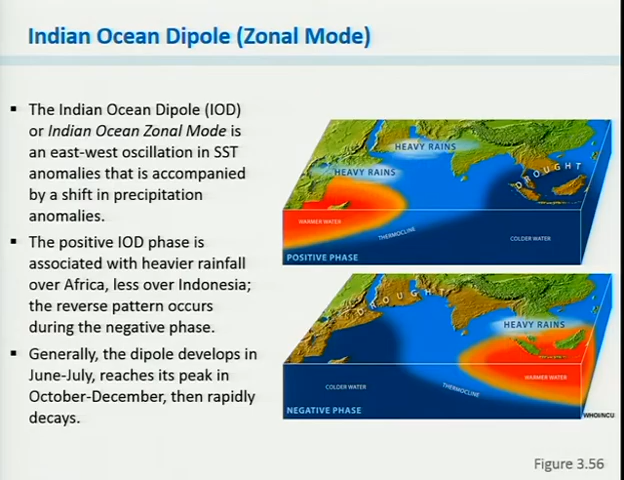 Indian Ocean Dipole (Zonal Mode)
▪ The Indian Ocean Dipole (IOD)
or Indian Ocean Zonal Mode is
an east-west oscillation in SST
anomalies that is accompanied
by a shift in precipitation
anomalies.
▪ The positive IOD phase is
associated with heavier rainfall
over Africa, less over Indonesia;
the reverse pattern occurs
during the negative phase.
▪ Generally, the dipole develops in
June-July, reaches its peak in
October-December, then rapidly
decays.
HEAVY RAINS
HEAVY RAINS
DROUGHT
WARMER WATER
THERMOCLINE
COLDER WATER
POSITIVE PHASE
DROUGHT
HEAVY RAINS
WARMER WATER
COLDER WATER
THERMOCLINE
NEGATIVE PHASE
WHOI/NCU
Figure 3.56